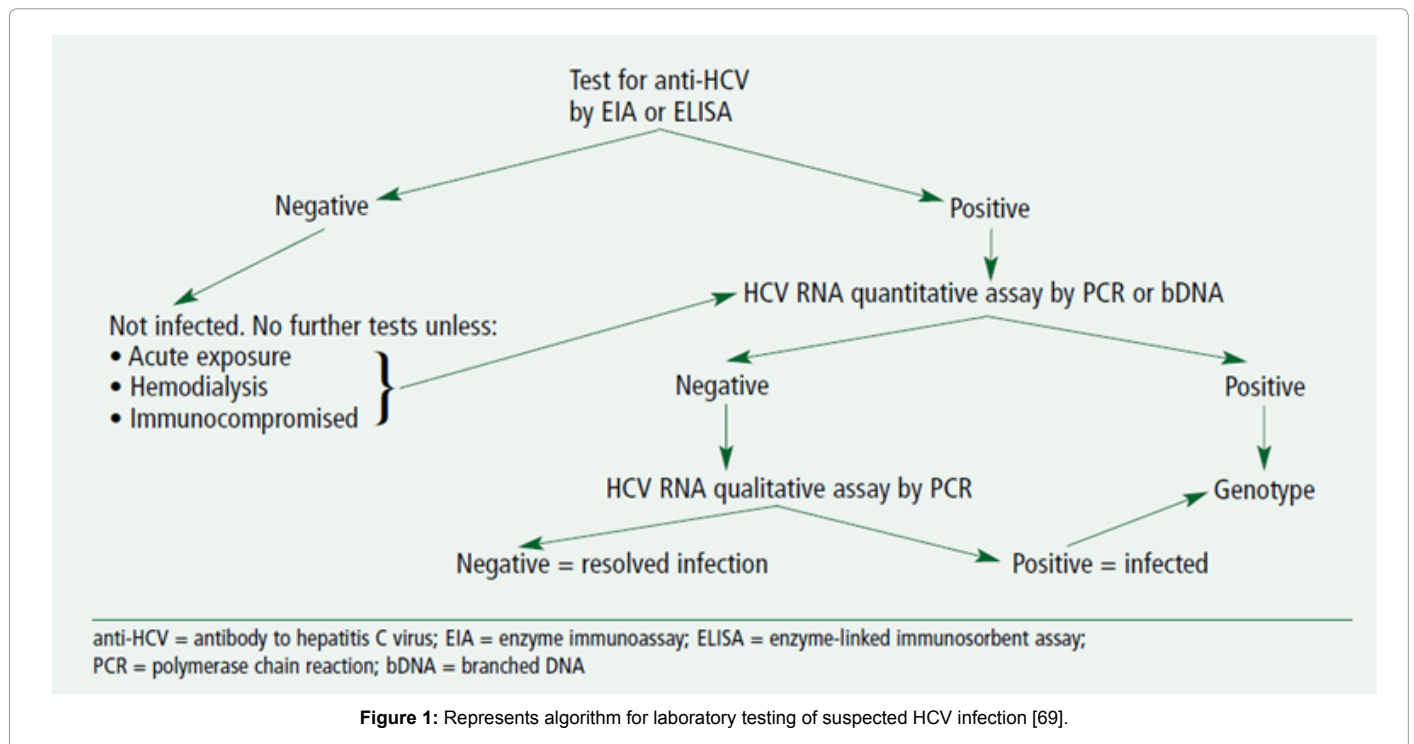 Test for anti-HCV
by EIA or ELISA
Negative
Positive
HCV RNA quantitative assay by PCR or bDNA
Not infected. No further tests unless:
• Acute exposure
• Hemodialysis
• Immunocompromised
Negative
Positive
HCV RNA qualitative assay by PCR
Genotype
Negative = resolved infection
Positive = infected
anti-HCV = antibody to hepatitis C virus; EIA = enzyme immunoassay; ELISA = enzyme-linked immunosorbent assay;
PCR = polymerase chain reaction; bDNA = branched DNA
Figure 1: Represents algorithm for laboratory testing of suspected HCV infection [69].